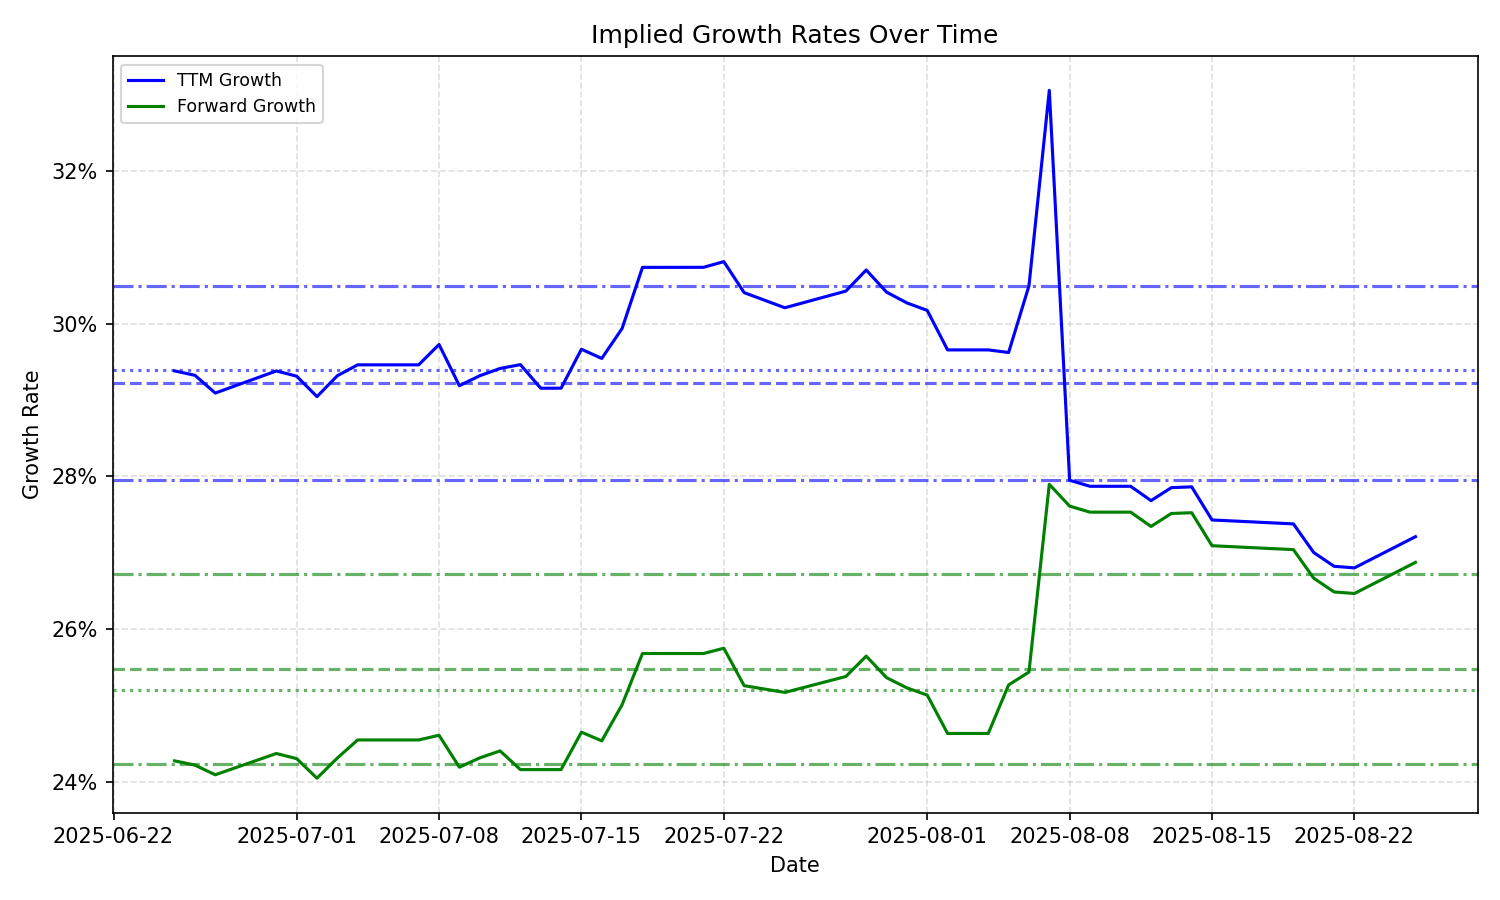 Implied Growth Rates Over Time
TTM Growth
Forward Growth
32%
30%
28%
26%
24%
Growth Rate
2025-06-22 2025-07-01 2025-07-08 2025-07-15 2025-07-22 2025-08-01 2025-08-08 2025-08-15 2025-08-22
Date